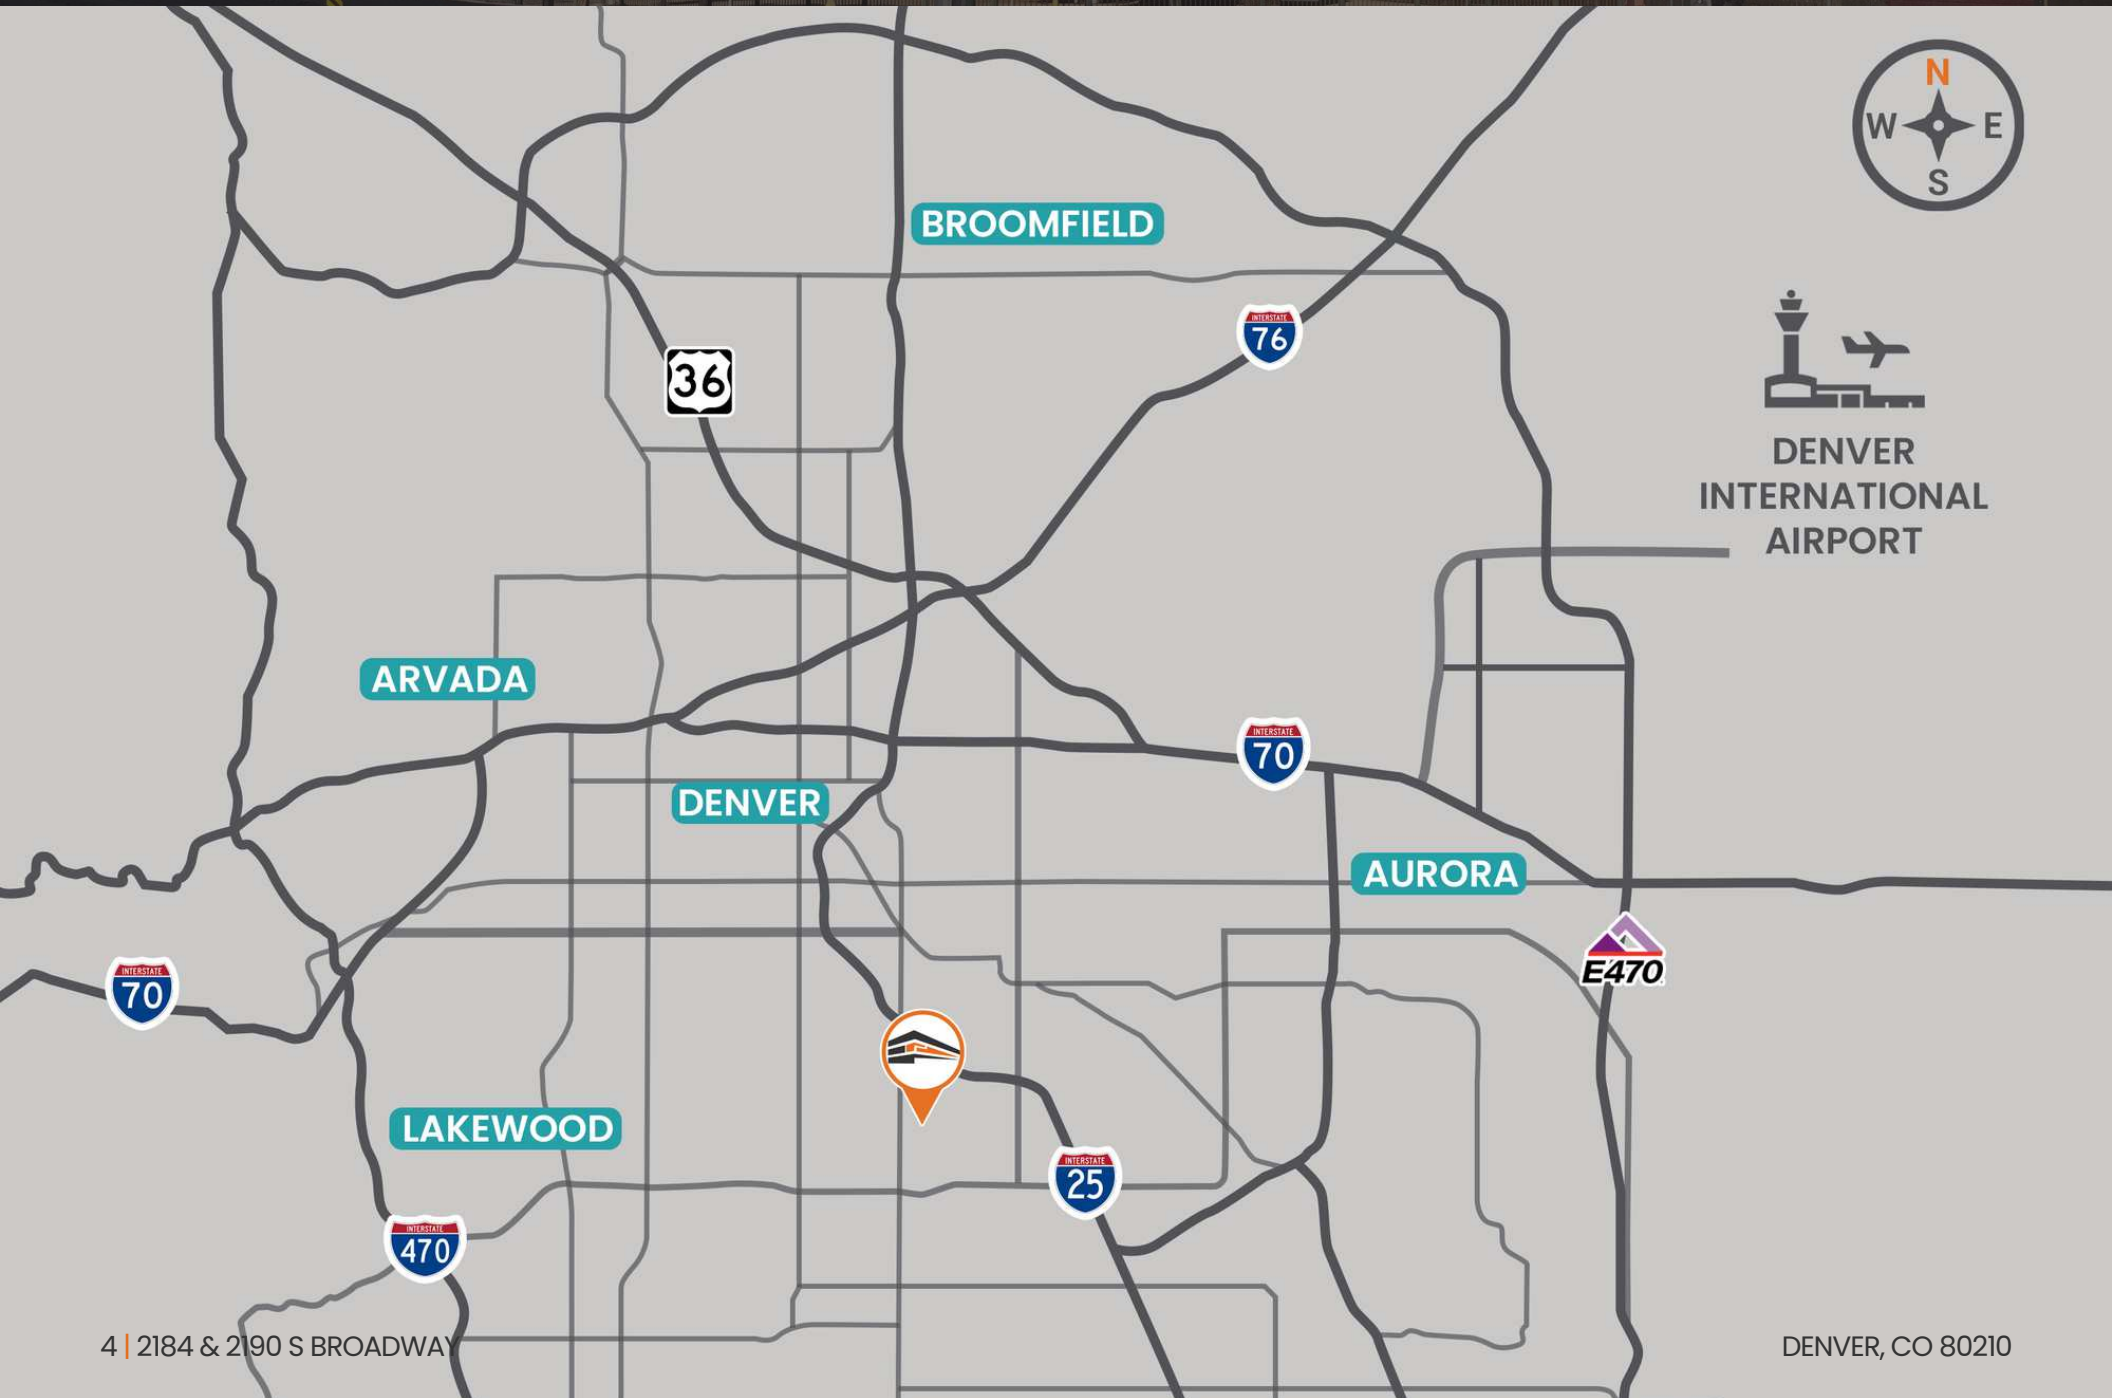 N
W E
S
BROOMFIELD
INTERSTATE
76
36
DENVER
INTERNATIONAL
AIRPORT
ARVADA
INTERSTATE
70
DENVER
AURORA
E470
INTERSTATE
70
LAKEWOOD
INTERSTATE
25
INTERSTATE
470
4 | 2184 & 2190 S BROADWAY
DENVER, CO 80210